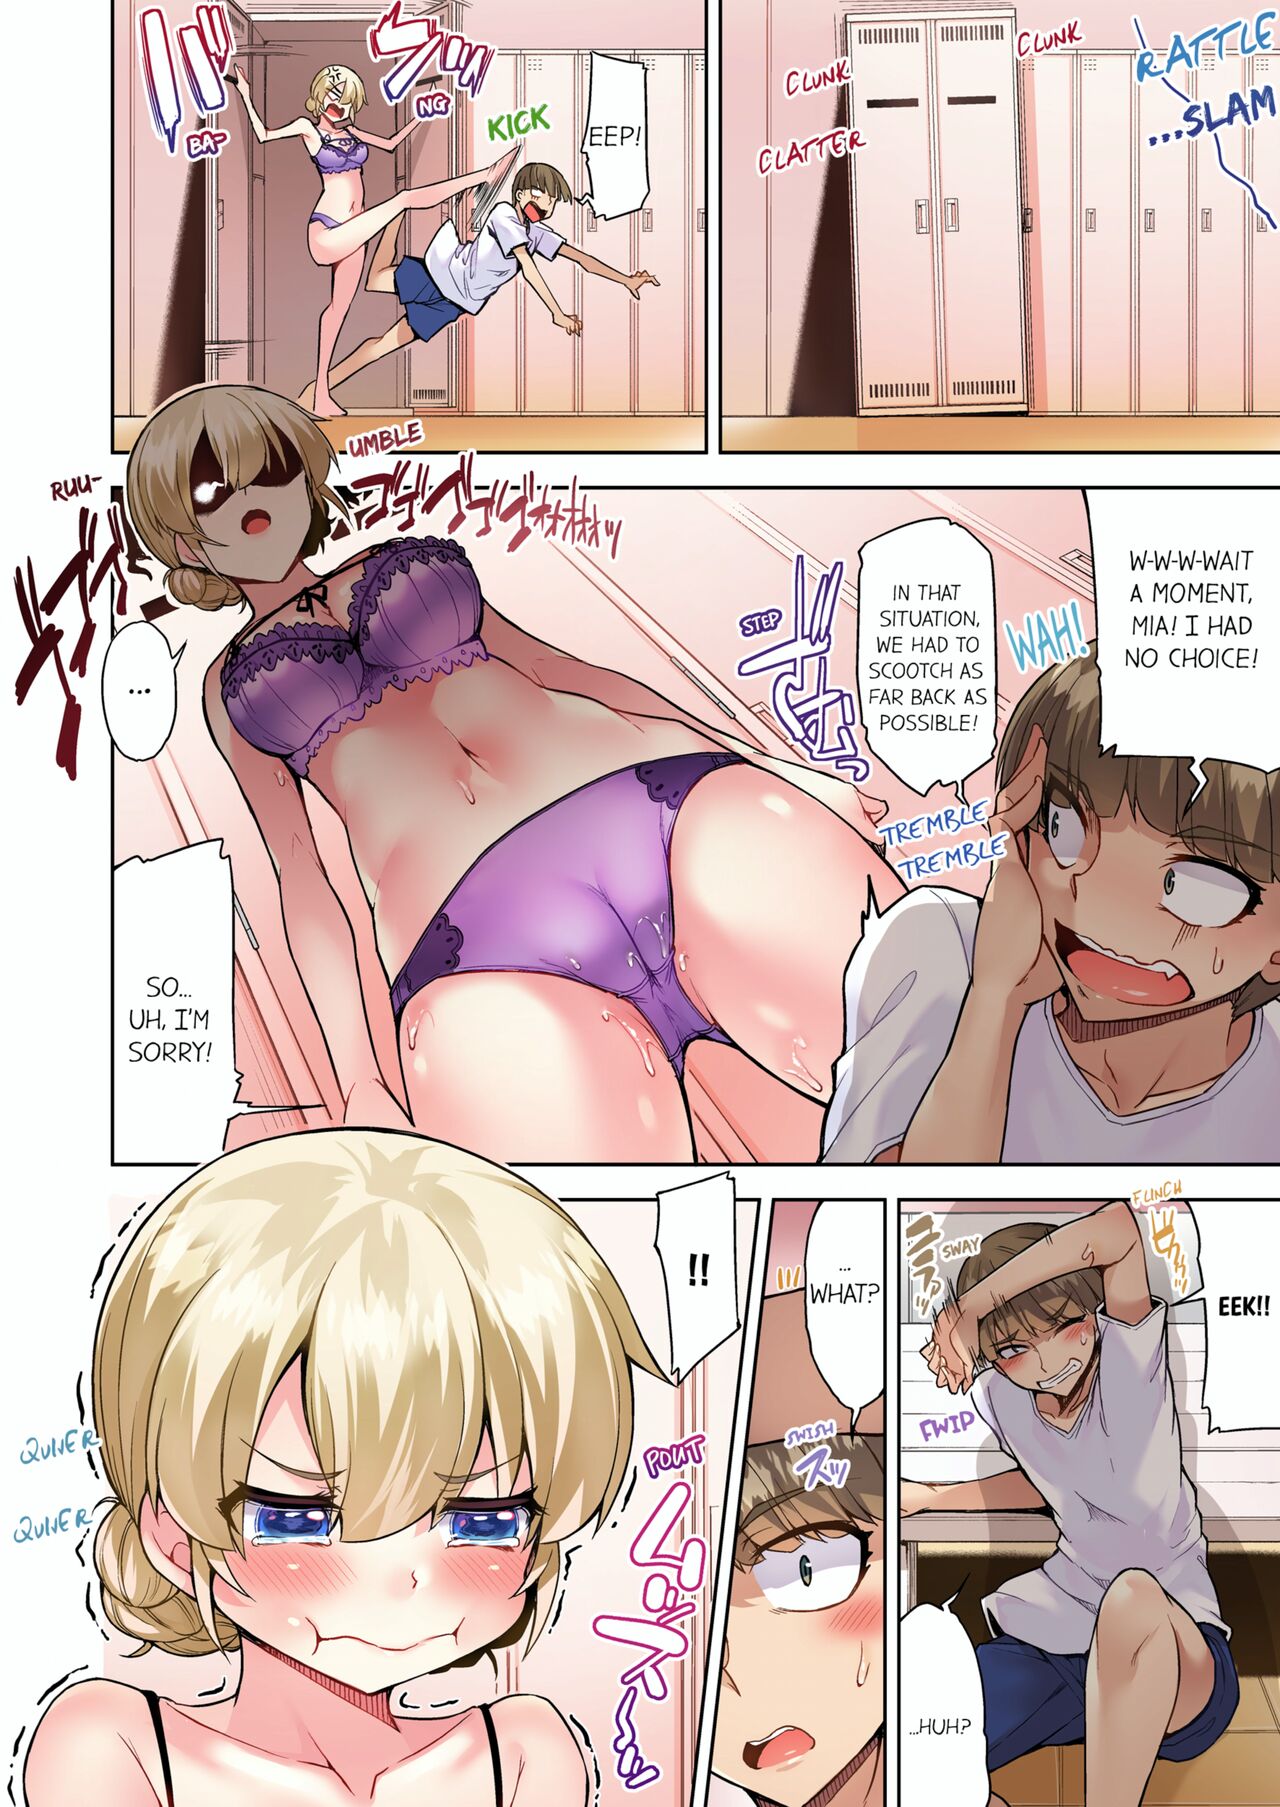 RATTLE
...SLAM
CLUNK
CLUNK
CLATTER
EEP!
KICK
BA-
NG
W-W-W-WAIT
A MOMENT,
MIA! I HAD
NO CHOICE!
WAH!
IN THAT
SITUATION,
WE HAD TO
SCOOTCH AS
FAR BACK AS
POSSIBLE!
STEP
TREMBLE
TREMBLE
RUU-
UMBLE
...
SO...
UH, I'M
SORRY!
FLINCH
EEK!!
SWAY
FWIP
...HUH?
...
WHAT?
SWISH
スッ
!!
POUT
QUIVER
QUIVER